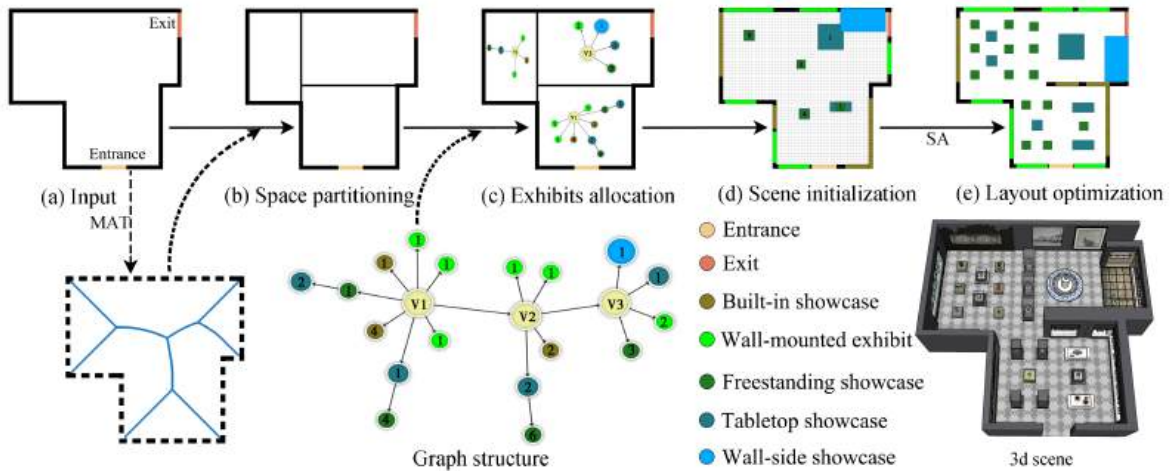 Exit
Entrance
(a) Input
(b) Space partitioning
(c) Exhibits allocation
(d) Scene initialization
SA
(e) Layout optimization
MAT
V1
V2
V3
1
1
1
1
2
1
4
1
1
4
1
1
2
2
6
1
1
2
3
Graph structure
Entrance
Exit
Built-in showcase
Wall-mounted exhibit
Freestanding showcase
Tabletop showcase
Wall-side showcase
3d scene